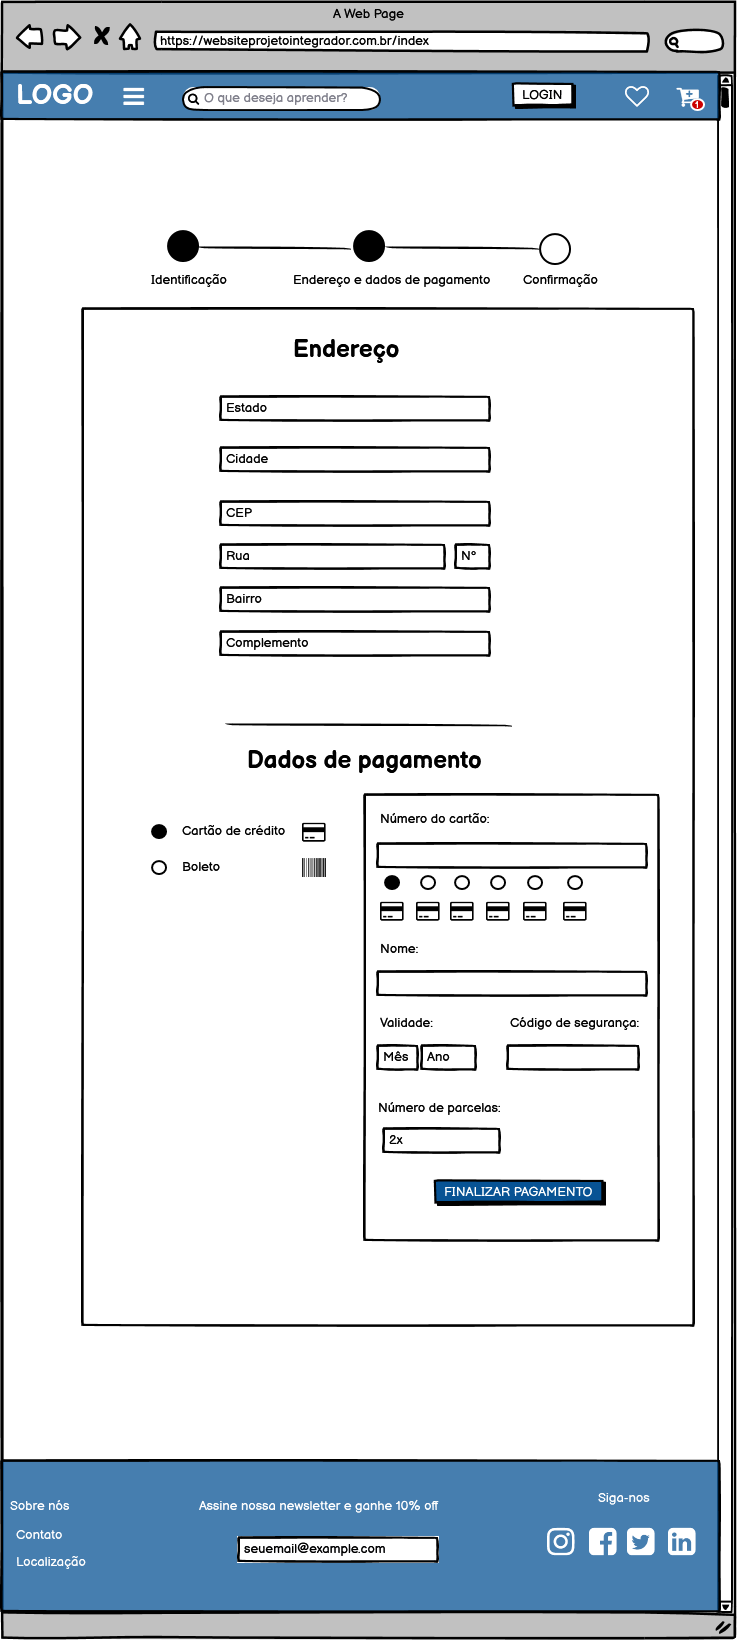 A Web Page
https://websiteprojetointegrador.com.br/index
LOGO
O que deseja aprender?
LOGIN
1
Identificação
Endereço e dados de pagamento
Confirmação
Endereço
Estado
Cidade
CEP
Rua
Nº
Bairro
Complemento
Dados de pagamento
Cartão de crédito
Boleto
Número do cartão:
Nome:
Validade:
Código de segurança:
Mês
Ano
Número de parcelas:
2x
FINALIZAR PAGAMENTO
Sobre nós
Contato
Localização
Assine nossa newsletter e ganhe 10% off
seuemail@example.com
Siga-nos